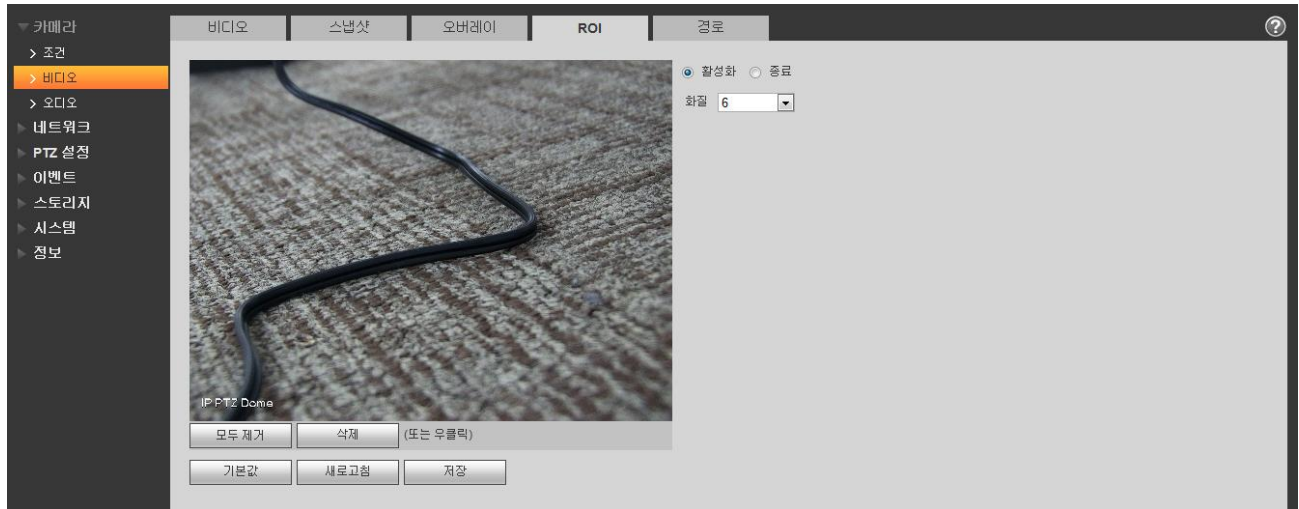 카메라
조건
비디오
오디오
네트워크
PTZ 설정
이벤트
스토리지
시스템
정보
비디오 스냅샷 오버레이 ROI 경로
?
활성화 종료
화질 6
IP PTZ Dome
모두 제거 삭제 (또는 우클릭)
기본값 새로고침 저장